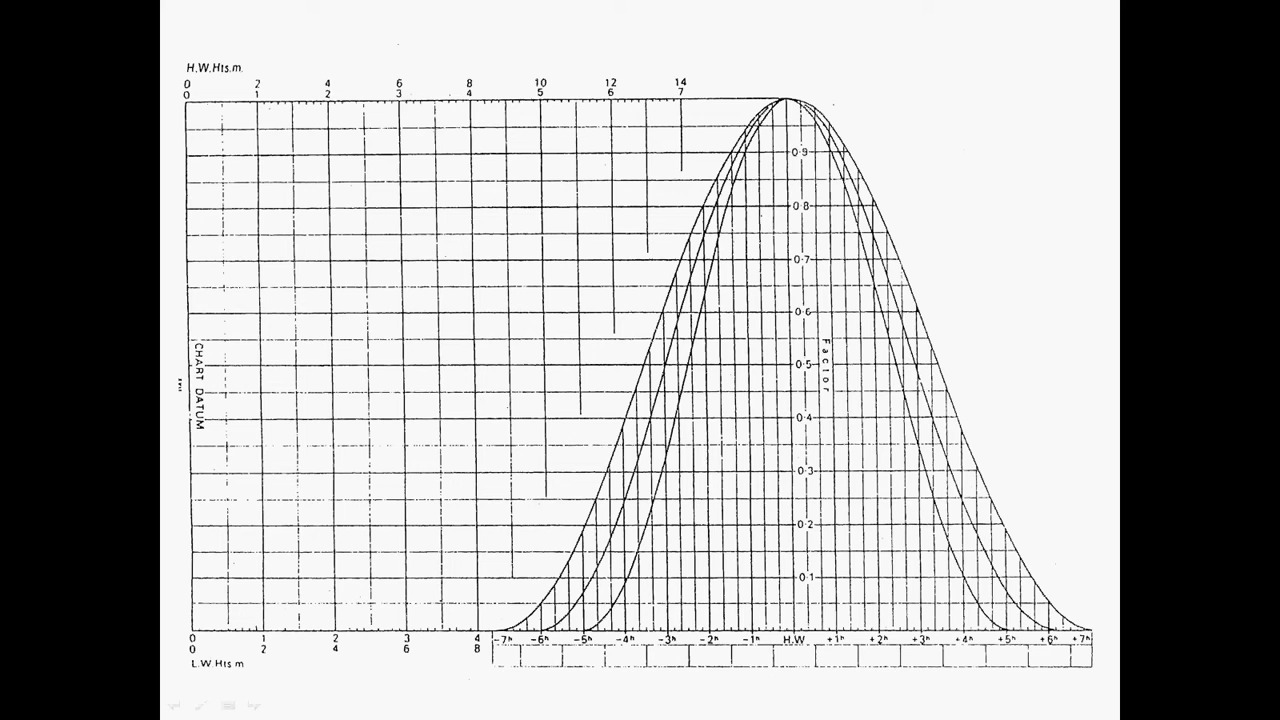 H.W.Hts.m.
0 2 4 6 8 10 12 14
0 1 2 3 4 5 6 7
0·9
0·8
0·7
0·6
Factor
CHART DATUM
0·5
0·4
0·3
0·2
0·1
0 1 2 3 4 -7h -6h -5h -4h -3h -2h -1h H.W. +1h +2h +3h +4h +5h +6h +7h
0 2 4 6 8
L.W.Hts m